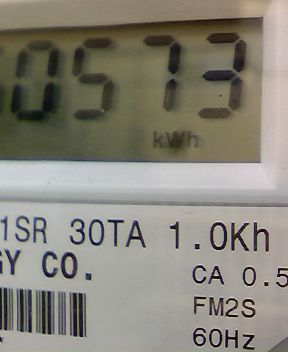 0573
kWh
1SR 30TA 1.0Kh
GY CO.
CA 0.5
FM2S
60Hz